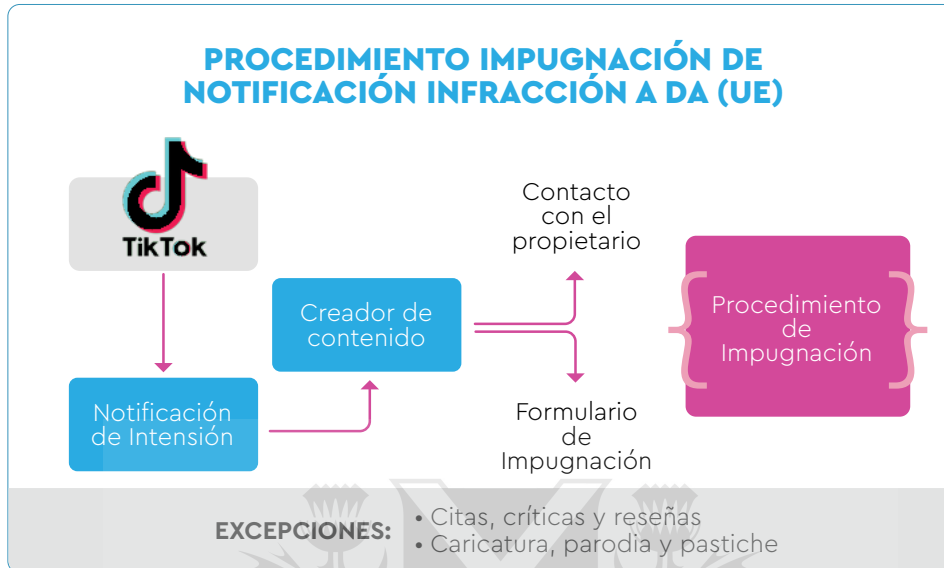 PROCEDIMIENTO IMPUGNACIÓN DE
NOTIFICACIÓN INFRACCIÓN A DA (UE)
TikTok
Notificación
de Intensión
Creador de
contenido
Contacto
con el
propietario
Formulario
de
Impugnación
Procedimiento
de
Impugnación
EXCEPCIONES:
• Citas, críticas y reseñas
• Caricatura, parodia y pastiche